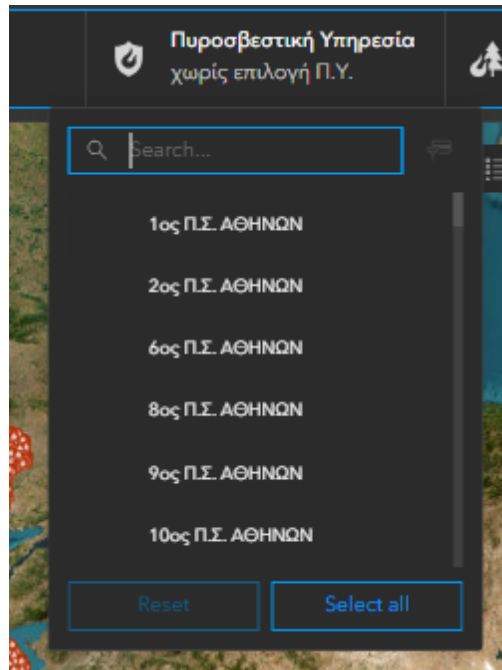 Πυροσβεστική Υπηρεσία
χωρίς επιλογή Π.Υ.
Search...
1ος Π.Σ. ΑΘΗΝΩΝ
2ος Π.Σ. ΑΘΗΝΩΝ
6ος Π.Σ. ΑΘΗΝΩΝ
8ος Π.Σ. ΑΘΗΝΩΝ
9ος Π.Σ. ΑΘΗΝΩΝ
10ος Π.Σ. ΑΘΗΝΩΝ
Reset Select all